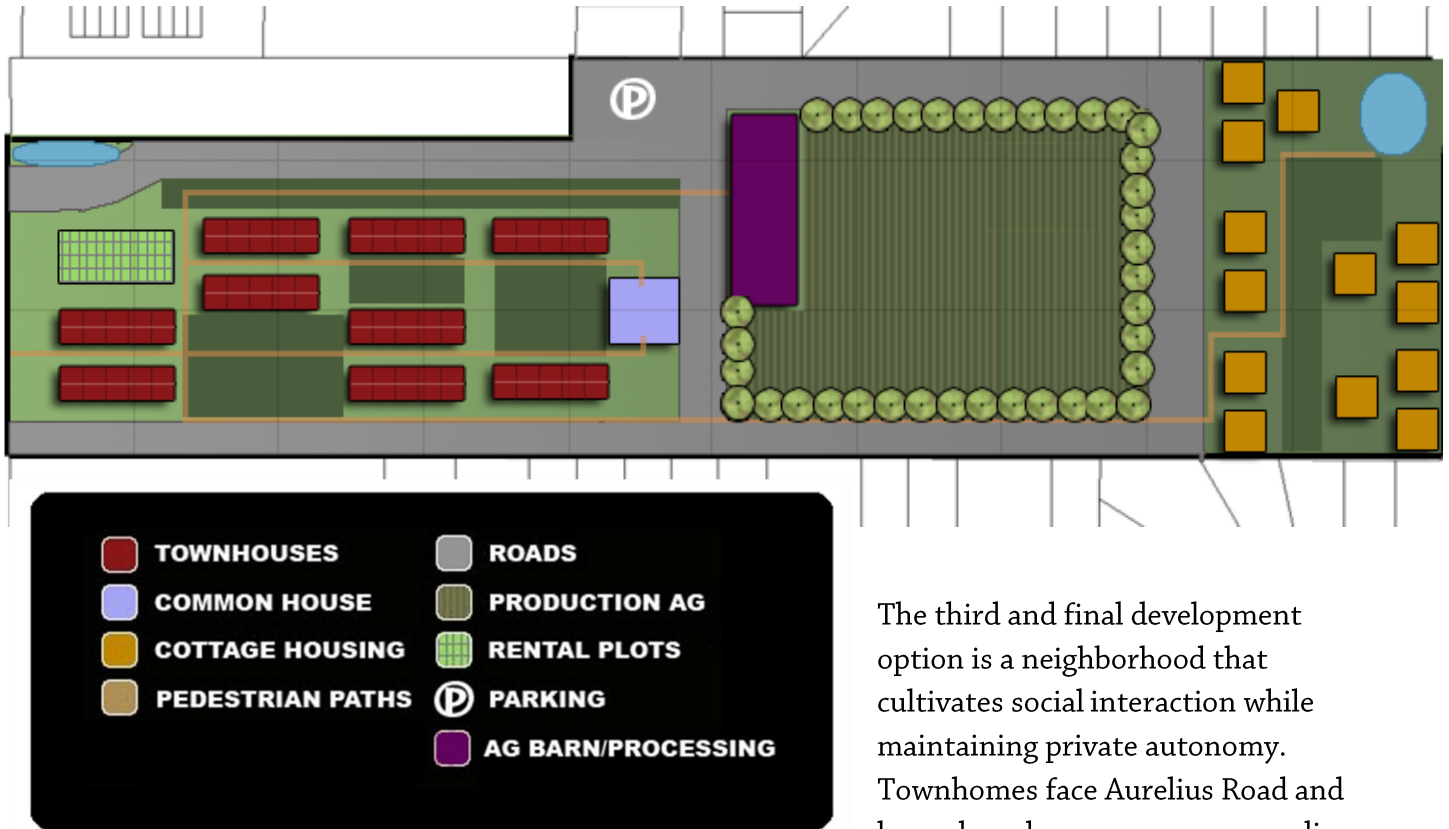 P
TOWNHOUSES
COMMON HOUSE
COTTAGE HOUSING
PEDESTRIAN PATHS
ROADS
PRODUCTION AG
RENTAL PLOTS
P PARKING
AG BARN/PROCESSING
The third and final development
option is a neighborhood that
cultivates social interaction while
maintaining private autonomy.
Townhomes face Aurelius Road and